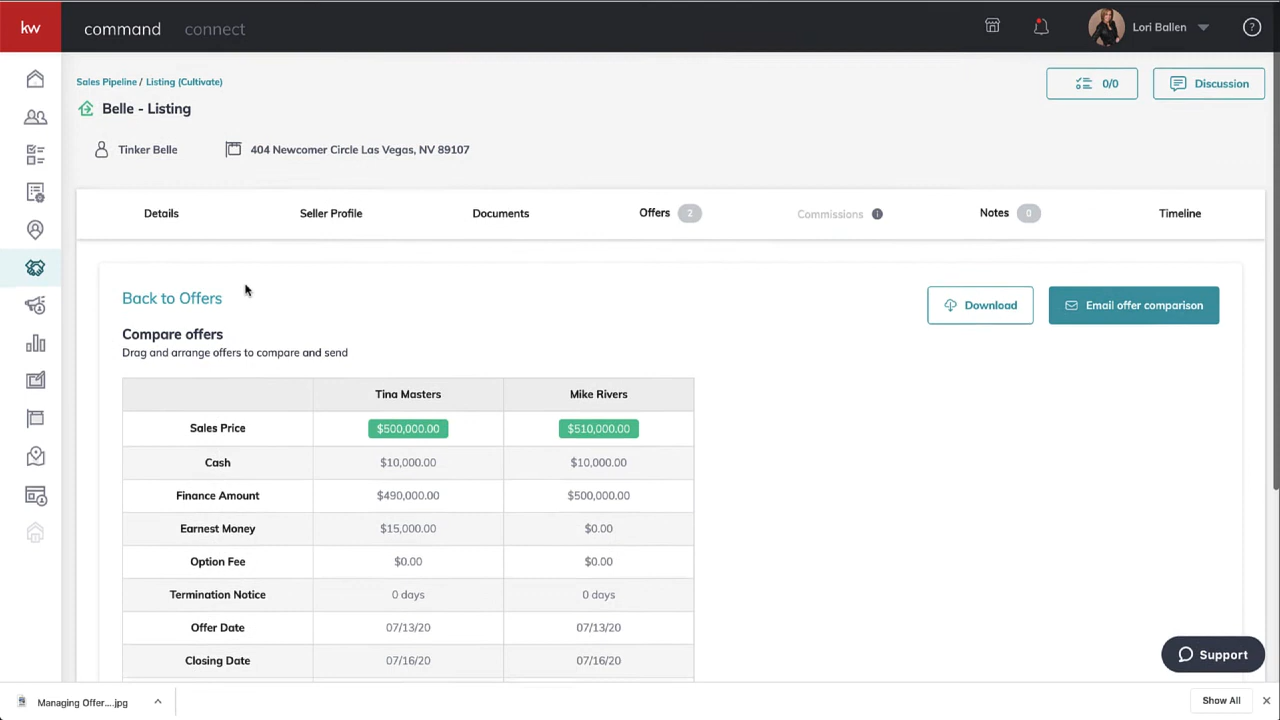 kw
command
connect
Lori Ballen
?
Sales Pipeline / Listing (Cultivate)
0/0
Discussion
Belle - Listing
Tinker Belle
404 Newcomer Circle Las Vegas, NV 89107
Details
Seller Profile
Documents
Offers 2
Commissions i
Notes 0
Timeline
Back to Offers
Download
Email offer comparison
Compare offers
Drag and arrange offers to compare and send
Tina Masters Mike Rivers
Sales Price $500,000.00 $510,000.00
Cash $10,000.00 $10,000.00
Finance Amount $490,000.00 $500,000.00
Earnest Money $15,000.00 $0.00
Option Fee $0.00 $0.00
Termination Notice 0 days 0 days
Offer Date 07/13/20 07/13/20
Closing Date 07/16/20 07/16/20
Support
Managing Offer....jpg
Show All